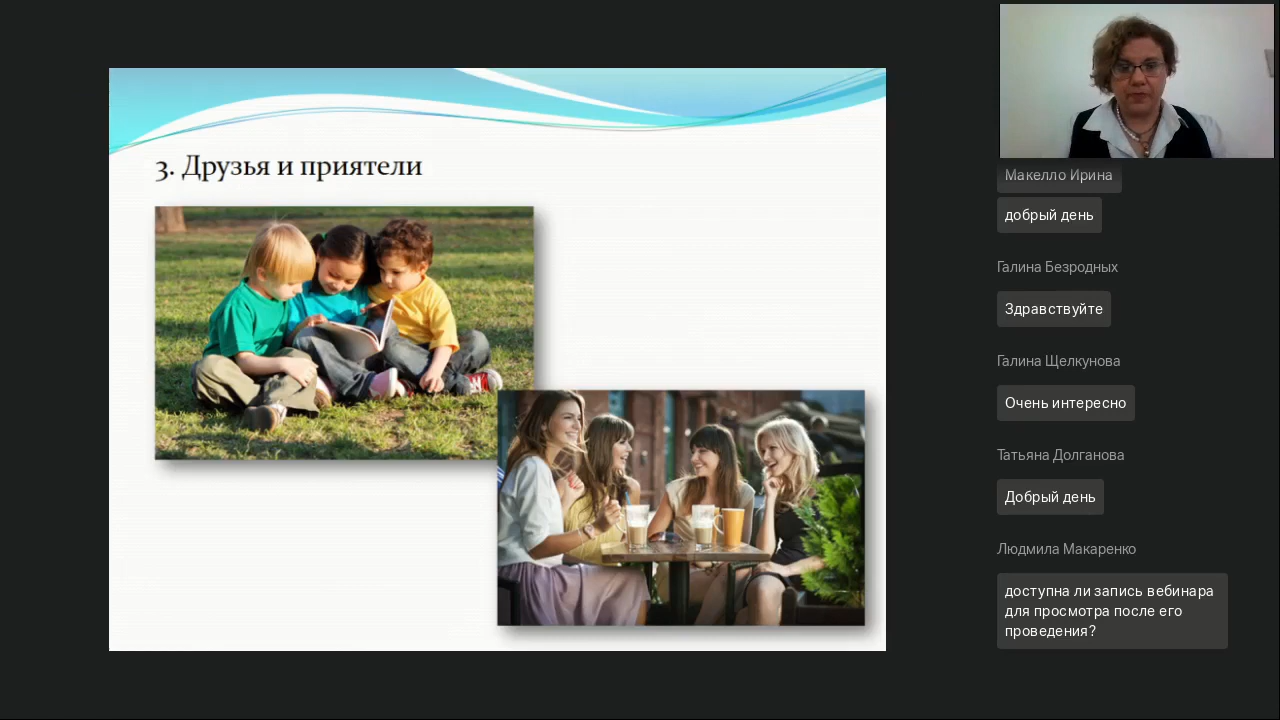 3. Друзья и приятели
Макелло Ирина
добрый день
Галина Безродных
Здравствуйте
Галина Щелкунова
Очень интересно
Татьяна Долганова
Добрый день
Людмила Макаренко
доступна ли запись вебинара
для просмотра после его
проведения?